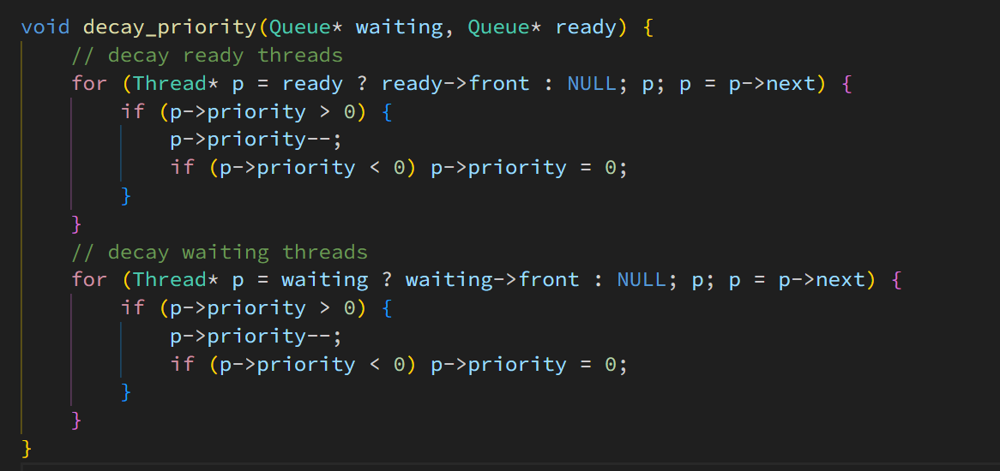 void decay_priority(Queue* waiting, Queue* ready) {
    // decay ready threads
    for (Thread* p = ready ? ready->front : NULL; p; p = p->next) {
        if (p->priority > 0) {
            p->priority--;
            if (p->priority < 0) p->priority = 0;
        }
    }
    // decay waiting threads
    for (Thread* p = waiting ? waiting->front : NULL; p; p = p->next) {
        if (p->priority > 0) {
            p->priority--;
            if (p->priority < 0) p->priority = 0;
        }
    }
}